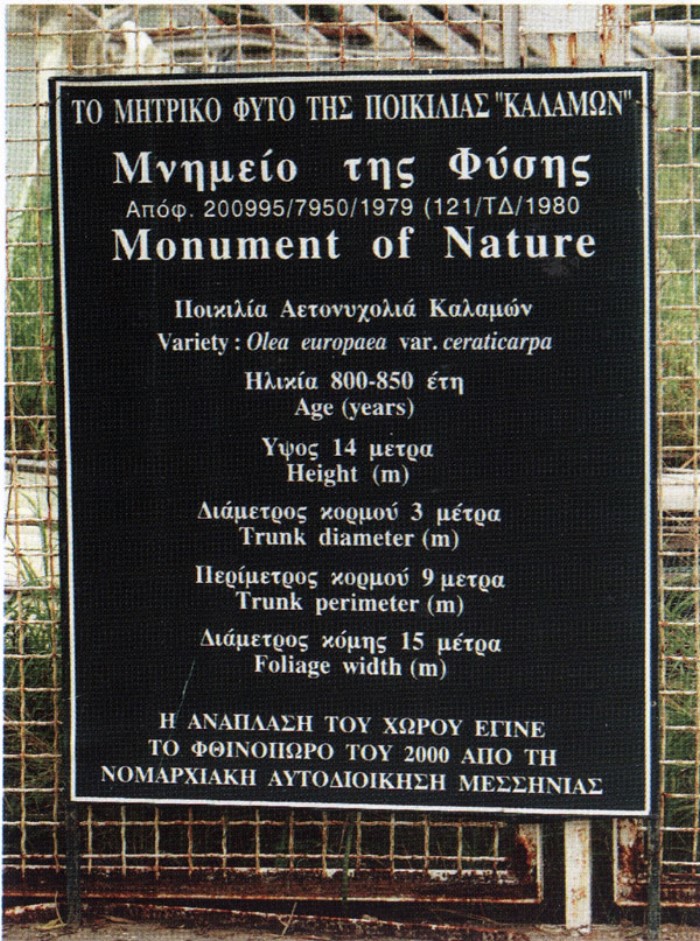 ΤΟ ΜΗΤΡΙΚΟ ΦΥΤΟ ΤΗΣ ΠΟΙΚΙΛΙΑΣ "ΚΑΛΑΜΩΝ"
Μνημείο της Φύσης
Απόφ. 200995/7950/1979 (121/ΤΔ/1980
Monument of Nature
Ποικιλία Αετονυχολιά Καλαμών
Variety : Olea europaea var. ceraticarpa
Ηλικία 800-850 έτη
Age (years)
Υψος 14 μετρα
Height (m)
Διάμετρος κορμού 3 μέτρα
Trunk diameter (m)
Περίμετρος κορμού 9 μετρα
Trunk perimeter (m)
Διάμετρος κόμης 15 μέτρα
Foliage width (m)
Η ΑΝΑΠΛΑΣΗ ΤΟΥ ΧΩΡΟΥ ΕΓΙΝΕ
ΤΟ ΦΘΙΝΟΠΩΡΟ ΤΟΥ 2000 ΑΠΟ ΤΗ
ΝΟΜΑΡΧΙΑΚΗ ΑΥΤΟΔΙΟΙΚΗΣΗ ΜΕΣΣΗΝΙΑΣ